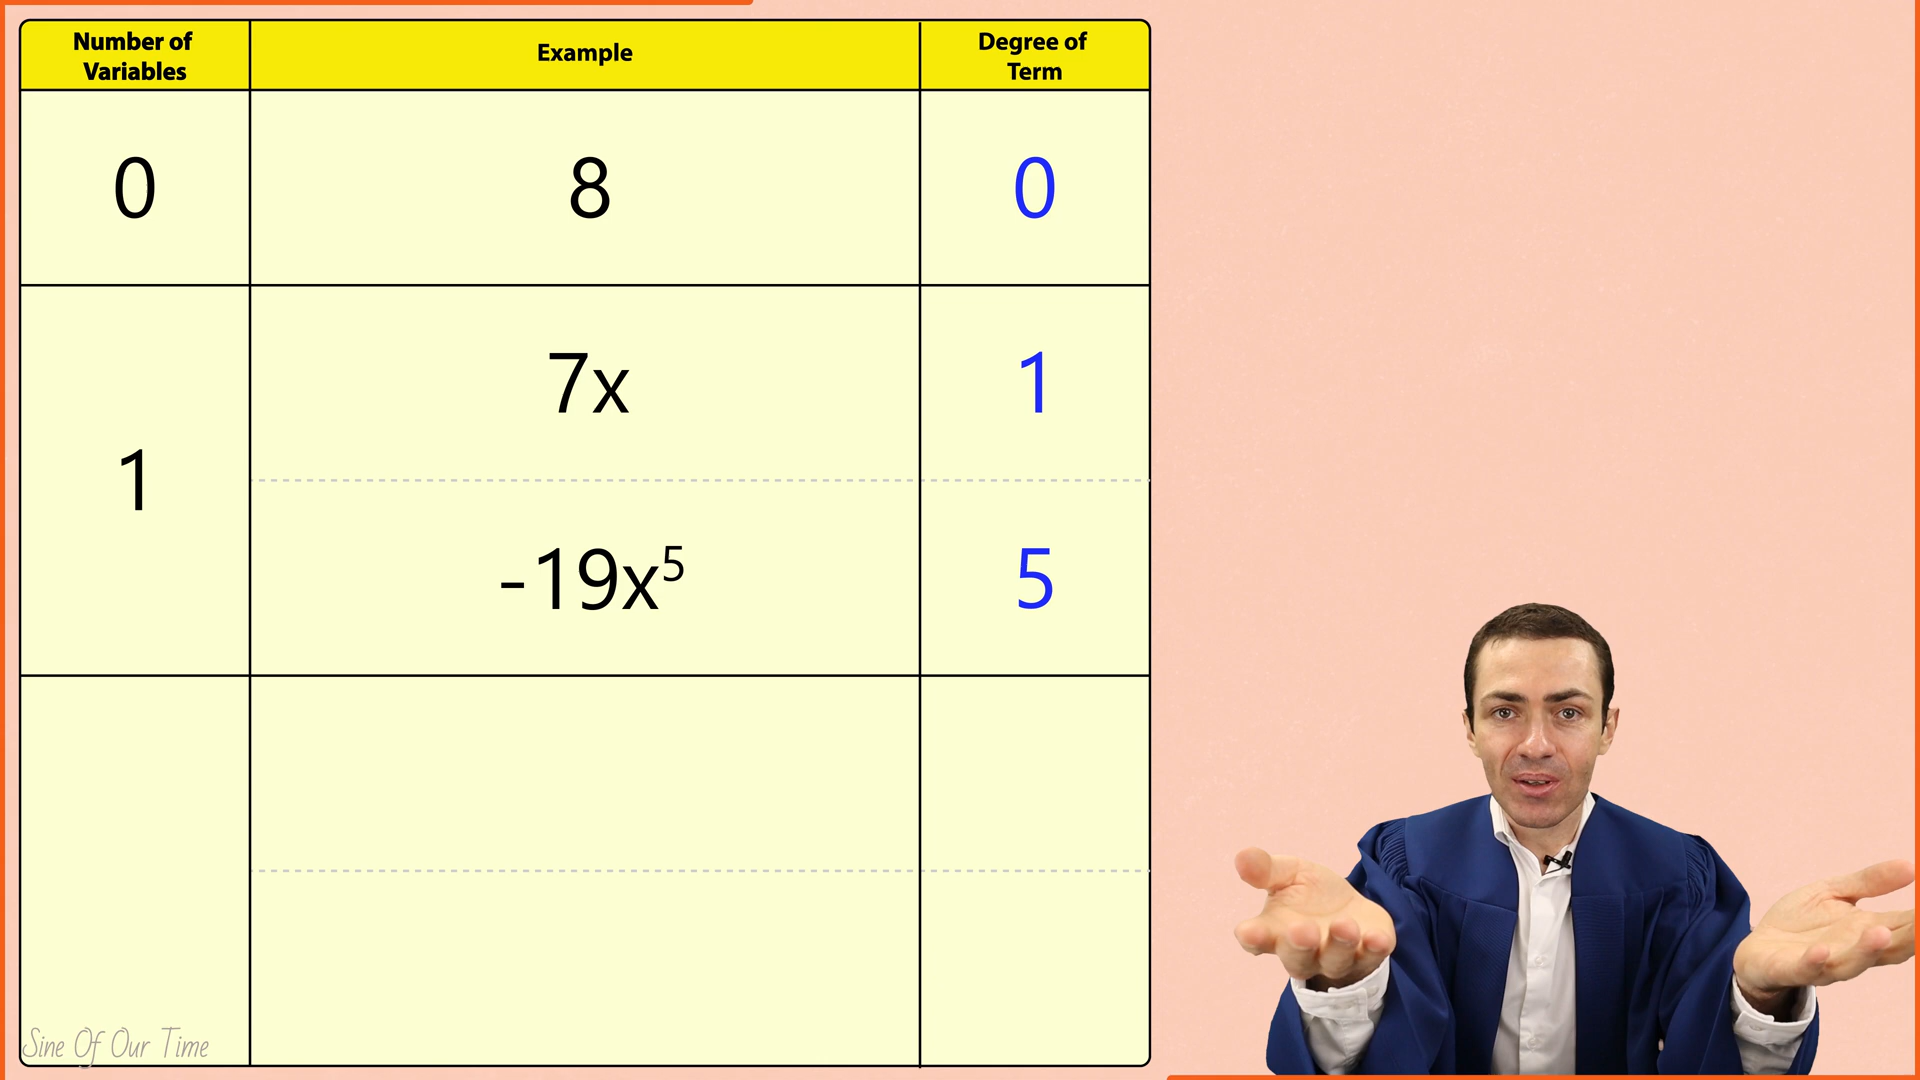 Number of
Variables
Example
Degree of
Term
0
8
0
1
7x
1
-19x⁵
5
Sine Of Our Time